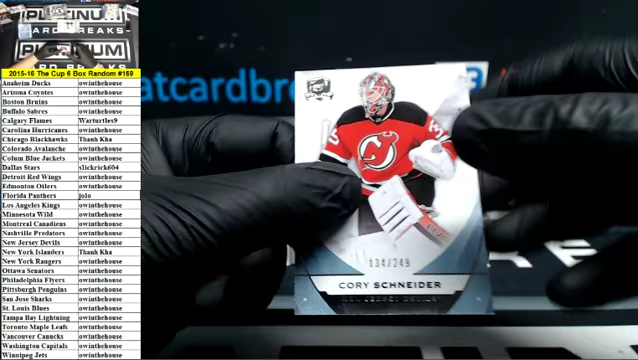 PLATINUM
CARD BREAKS
PLATINUM
2015-16 The Cup 6 Box Random #169
Anaheim Ducks owinthehouse
Arizona Coyotes owinthehouse
Boston Bruins owinthehouse
Buffalo Sabres owinthehouse
Calgary Flames Warturtles9
Carolina Hurricanes owinthehouse
Chicago Blackhawks Thank Kha
Colorado Avalanche owinthehouse
Colum Blue Jackets owinthehouse
Dallas Stars slickrick604
Detroit Red Wings owinthehouse
Edmonton Oilers owinthehouse
Florida Panthers jolo
Los Angeles Kings owinthehouse
Minnesota Wild owinthehouse
Montreal Canadiens owinthehouse
Nashville Predators owinthehouse
New Jersey Devils owinthehouse
New York Islanders Thank Kha
New York Rangers owinthehouse
Ottawa Senators owinthehouse
Philadelphia Flyers owinthehouse
Pittsburgh Penguins owinthehouse
San Jose Sharks owinthehouse
St. Louis Blues owinthehouse
Tampa Bay Lightning owinthehouse
Toronto Maple Leafs owinthehouse
Vancouver Canucks owinthehouse
Washington Capitals owinthehouse
Winnipeg Jets owinthehouse
atcardbre
134/249
CORY SCHNEIDER